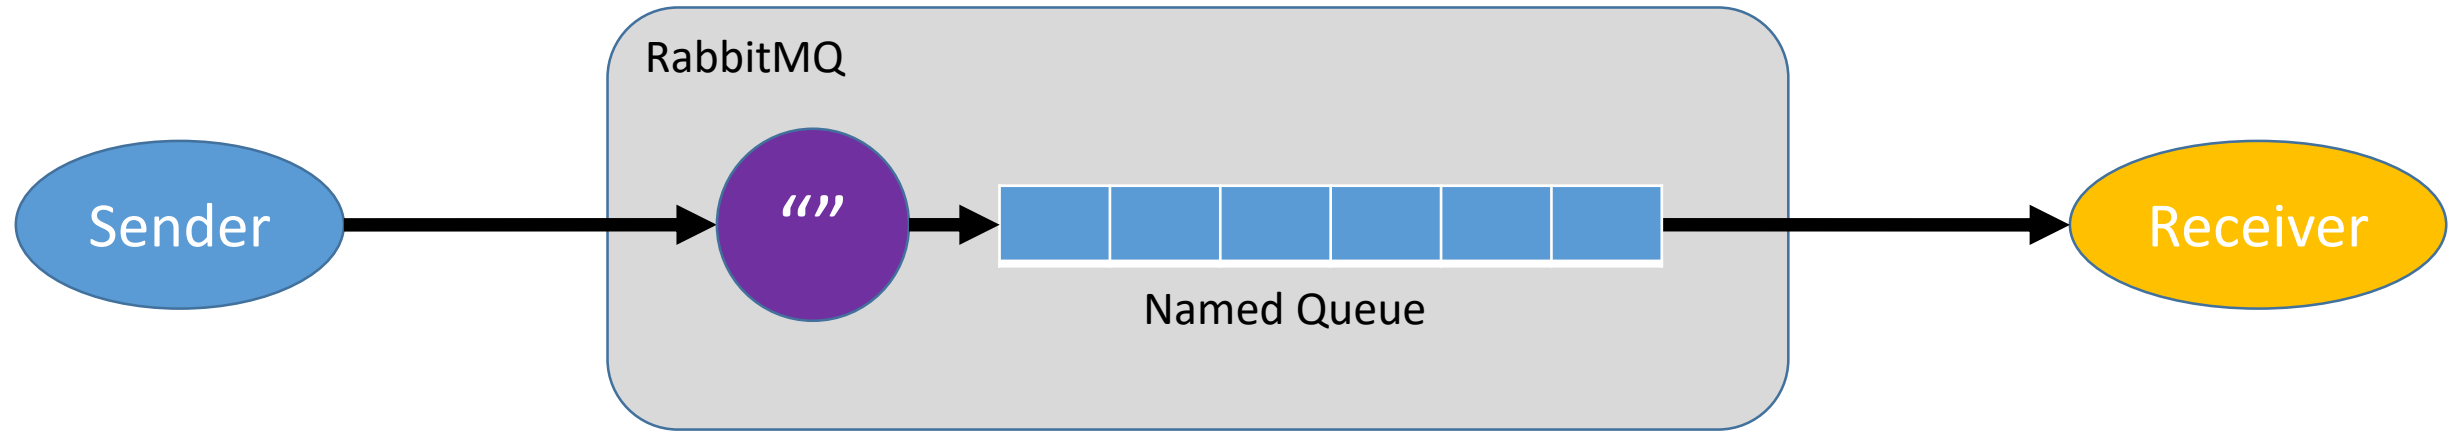 RabbitMQ
Sender
“”
Receiver
Named Queue